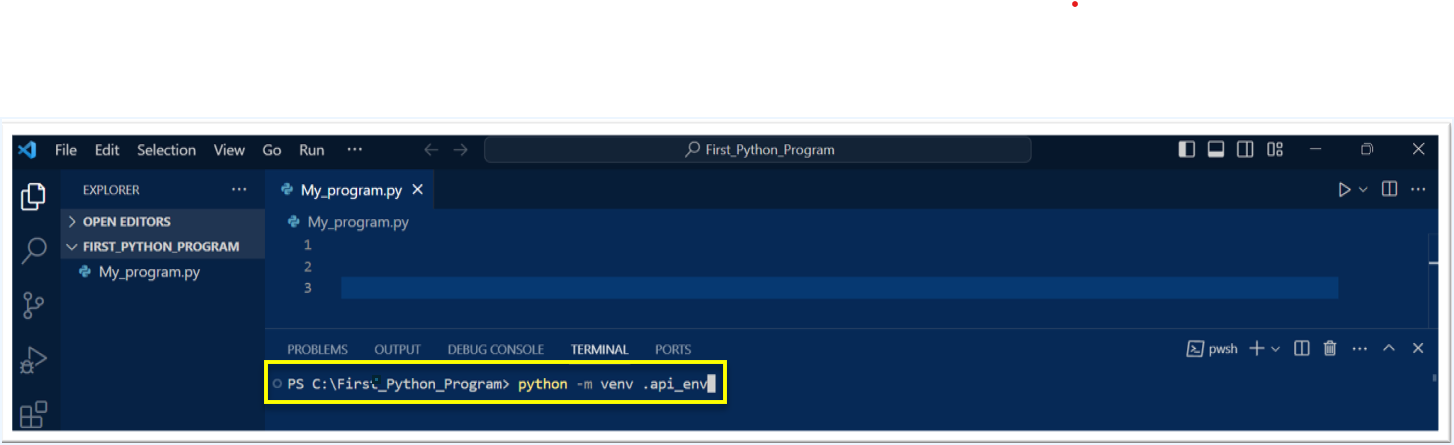 File Edit Selection View Go Run ··· First_Python_Program
EXPLORER ···
My_program.py
OPEN EDITORS
FIRST_PYTHON_PROGRAM
My_program.py
My_program.py
1
2
3
PROBLEMS OUTPUT DEBUG CONSOLE TERMINAL PORTS
pwsh
PS C:\First_Python_Program> python -m venv .api_env